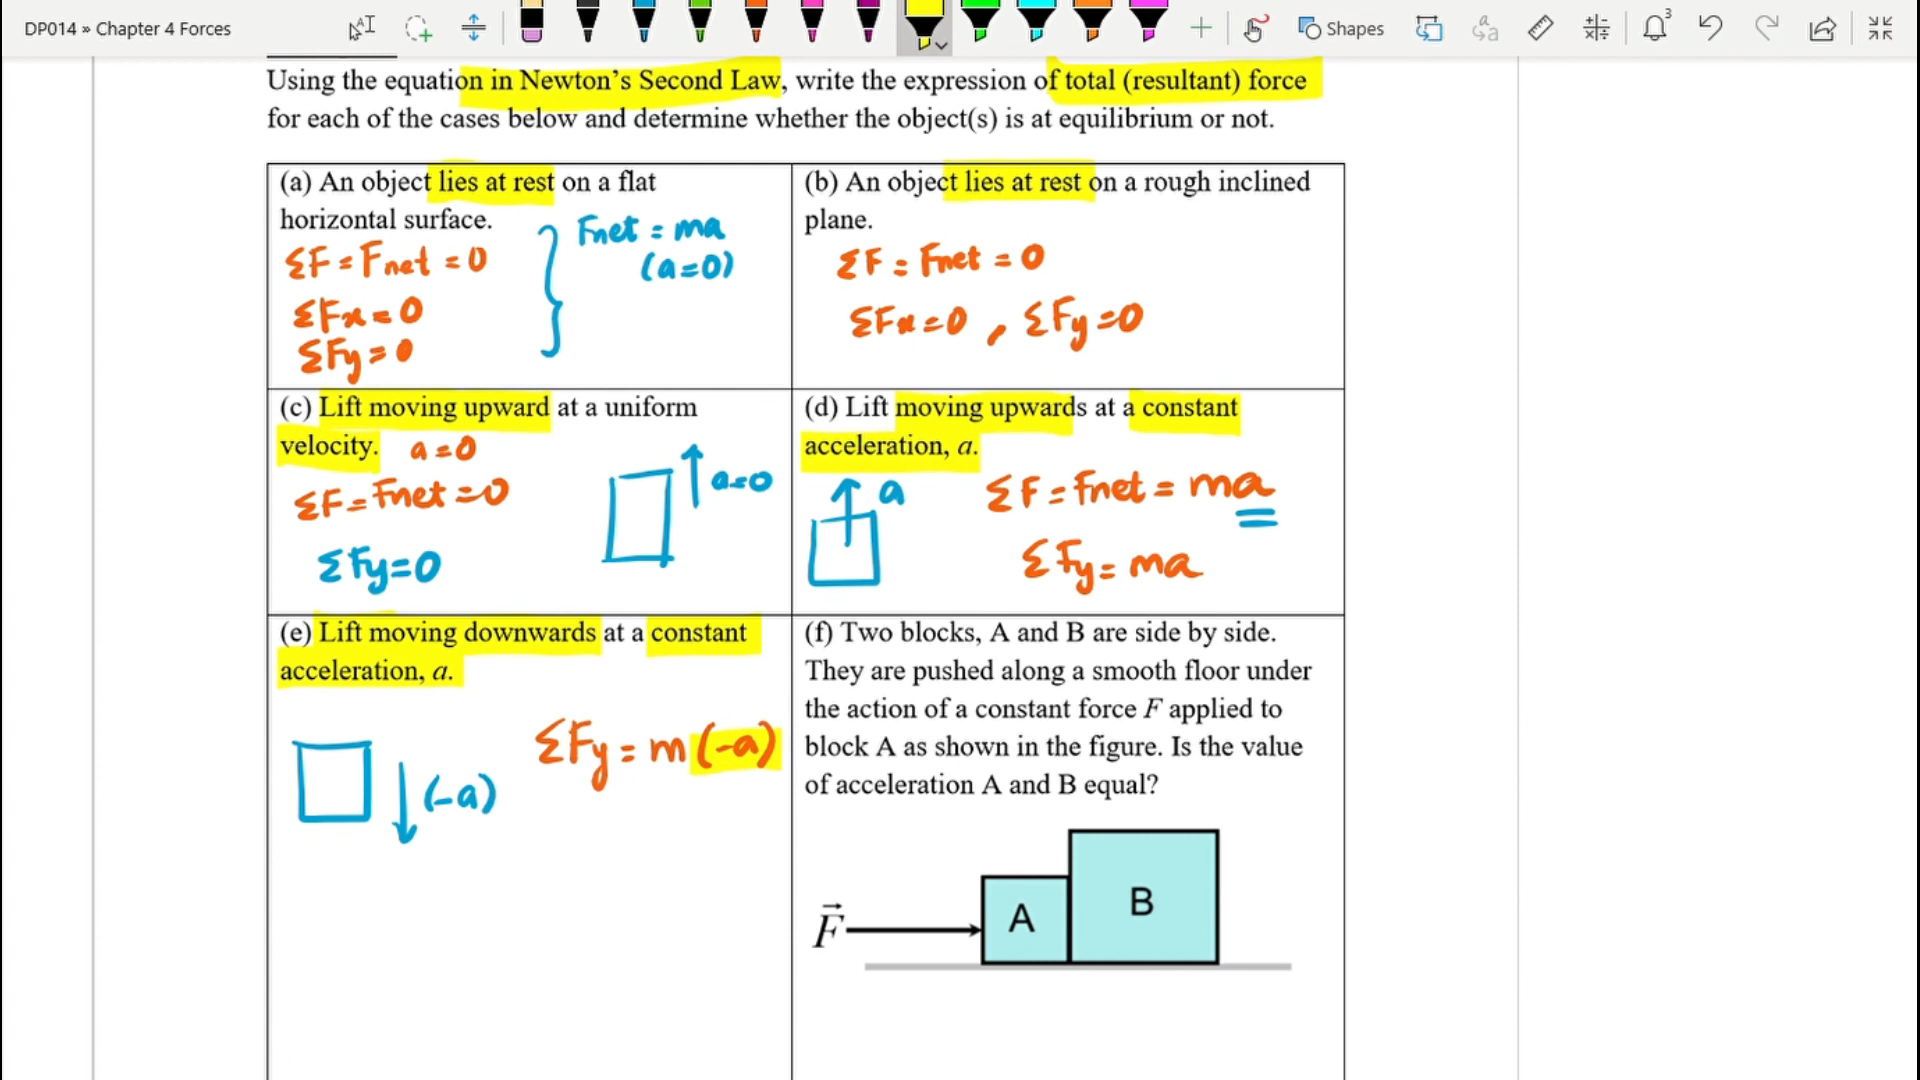 DP014 » Chapter 4 Forces
Shapes
3
Using the equation in Newton's Second Law, write the expression of total (resultant) force
for each of the cases below and determine whether the object(s) is at equilibrium or not.
(a) An object lies at rest on a flat
horizontal surface.
ΣF = Fnet = 0
ΣFx = 0
ΣFy = 0
Fnet = ma
(a=0)
(b) An object lies at rest on a rough inclined
plane.
ΣF = Fnet = 0
ΣFx = 0 , ΣFy = 0
(c) Lift moving upward at a uniform
velocity. a = 0
ΣF = Fnet = 0
ΣFy = 0
a=0
(d) Lift moving upwards at a constant
acceleration, a.
a
ΣF = Fnet = ma
ΣFy = ma
(e) Lift moving downwards at a constant
acceleration, a.
ΣFy = m(-a)
(-a)
(f) Two blocks, A and B are side by side.
They are pushed along a smooth floor under
the action of a constant force F applied to
block A as shown in the figure. Is the value
of acceleration A and B equal?
F⃗
A
B